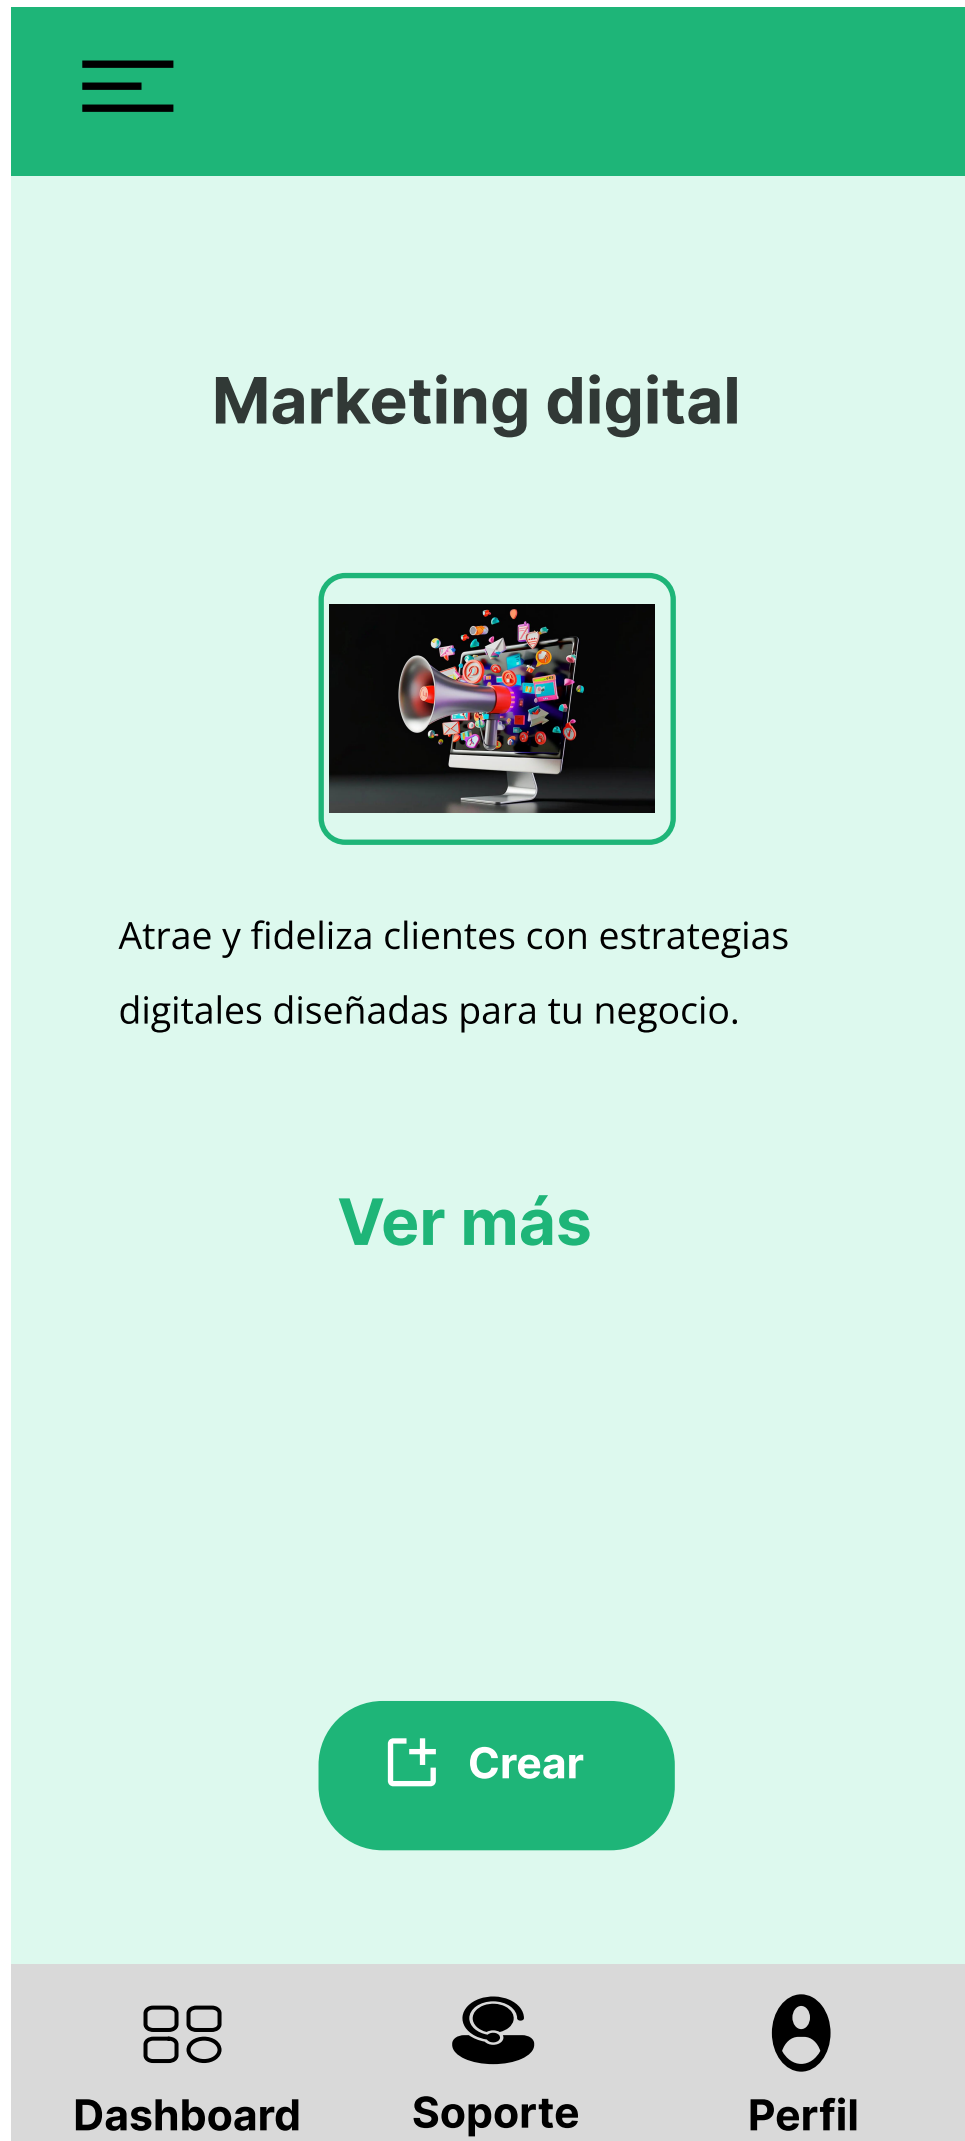 Marketing digital
Atrae y fideliza clientes con estrategias
digitales diseñadas para tu negocio.
Ver más
Crear
Dashboard
Soporte
Perfil